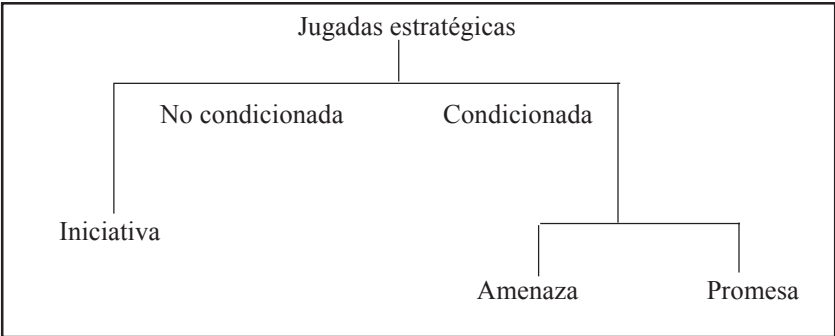 Jugadas estratégicas
No condicionada Condicionada
Iniciativa
Amenaza Promesa